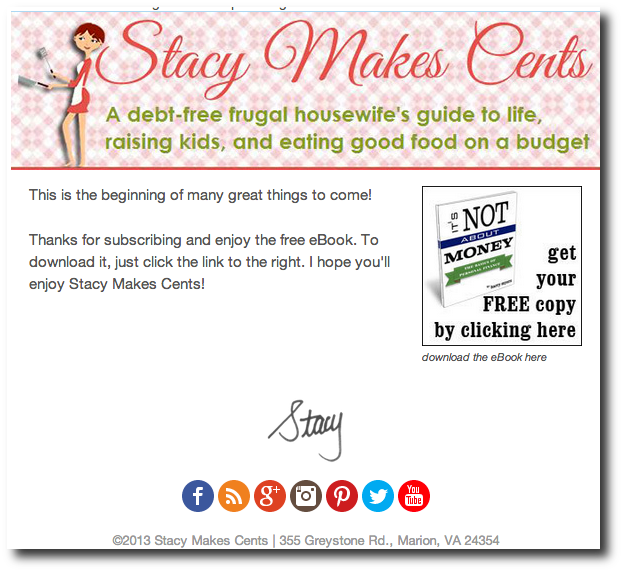 Stacy Makes Cents
A debt-free frugal housewife's guide to life,
raising kids, and eating good food on a budget
This is the beginning of many great things to come!
Thanks for subscribing and enjoy the free eBook. To
download it, just click the link to the right. I hope you'll
enjoy Stacy Makes Cents!
IT'S NOT
ABOUT
MONEY
THE BASICS OF
PERSONAL FINANCE
get
your
FREE copy
by clicking here
download the eBook here
Stacy
f
g+
You
Tube
©2013 Stacy Makes Cents | 355 Greystone Rd., Marion, VA 24354